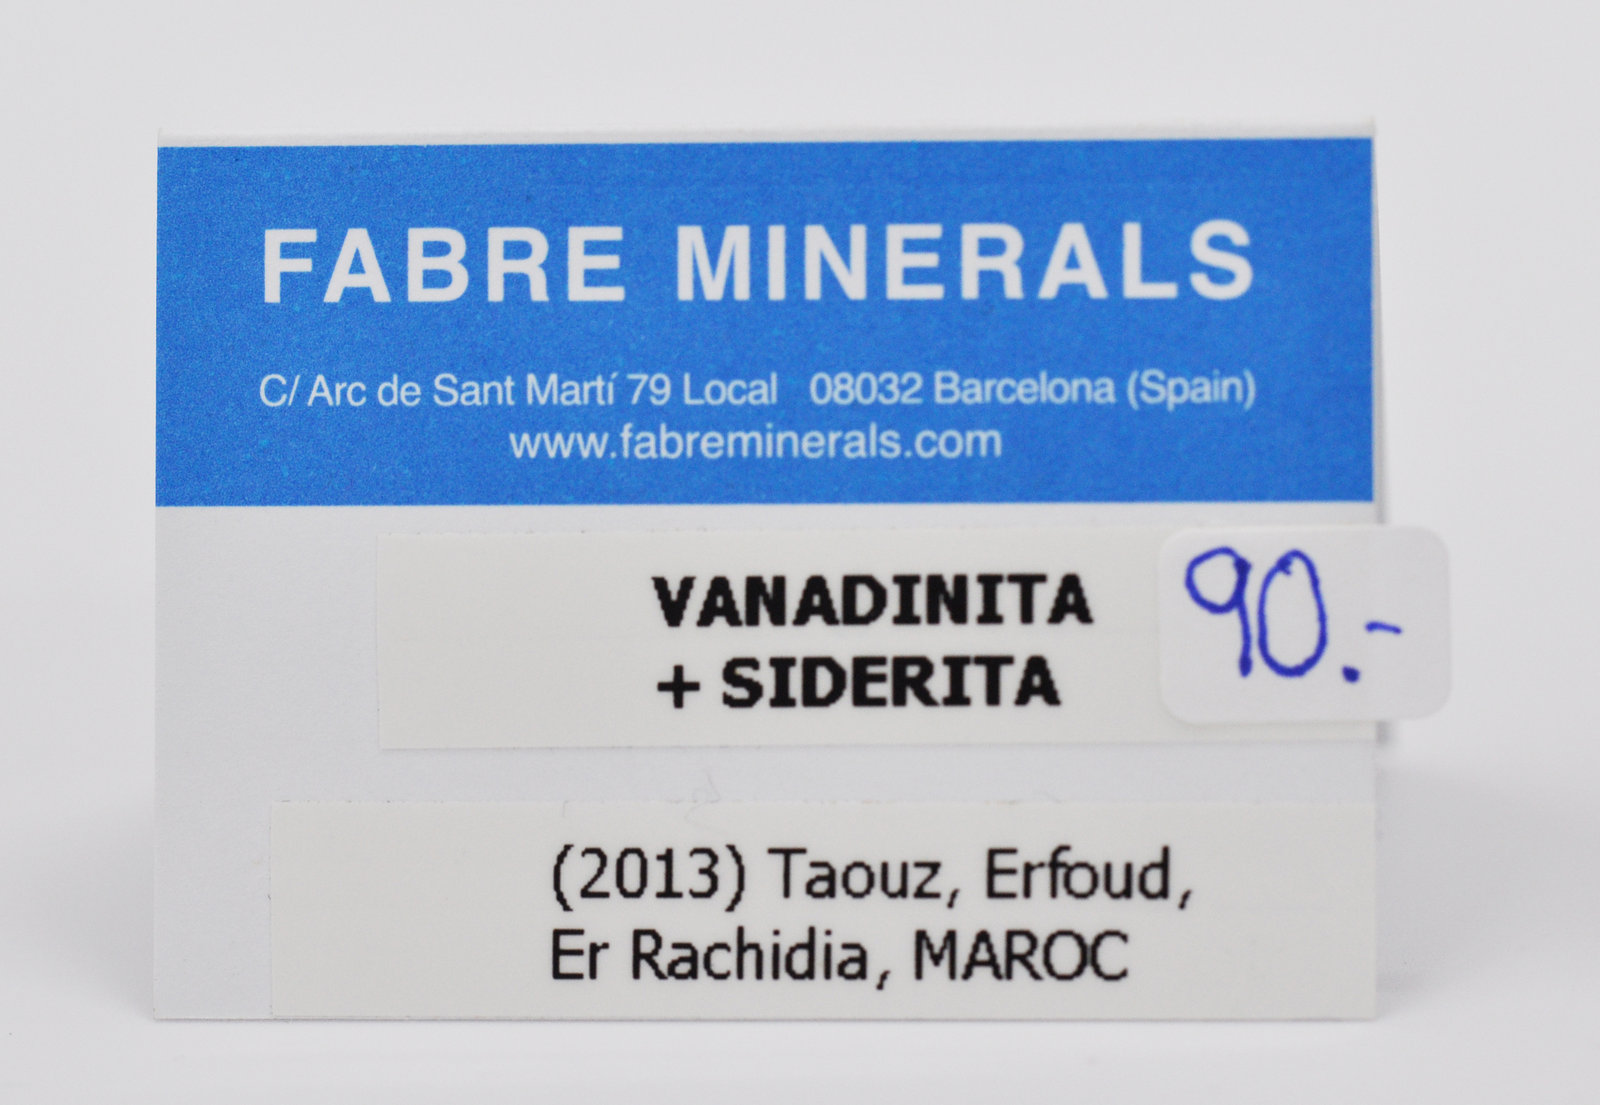 FABRE MINERALS
C/ Arc de Sant Martí 79 Local 08032 Barcelona (Spain)
www.fabreminerals.com
VANADINITA
+ SIDERITA
90.-
(2013) Taouz, Erfoud,
Er Rachidia, MAROC